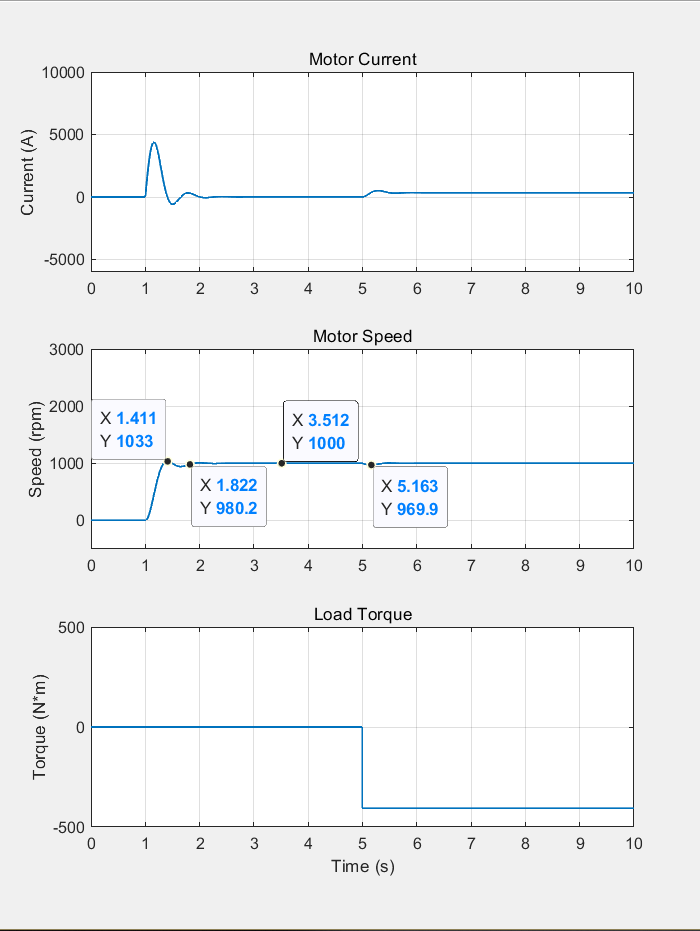 Motor Current
Current (A)
10000
5000
0
-5000
0 1 2 3 4 5 6 7 8 9 10
Motor Speed
Speed (rpm)
3000
2000
1000
0
X 1.411
Y 1033
X 3.512
Y 1000
X 1.822
Y 980.2
X 5.163
Y 969.9
0 1 2 3 4 5 6 7 8 9 10
Load Torque
Torque (N*m)
500
0
-500
0 1 2 3 4 5 6 7 8 9 10
Time (s)